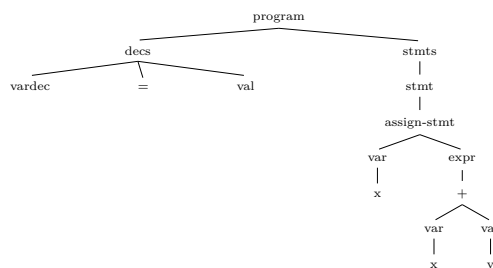 program
decs stmts
vardec = val stmt
assign-stmt
var expr
x +
var
x